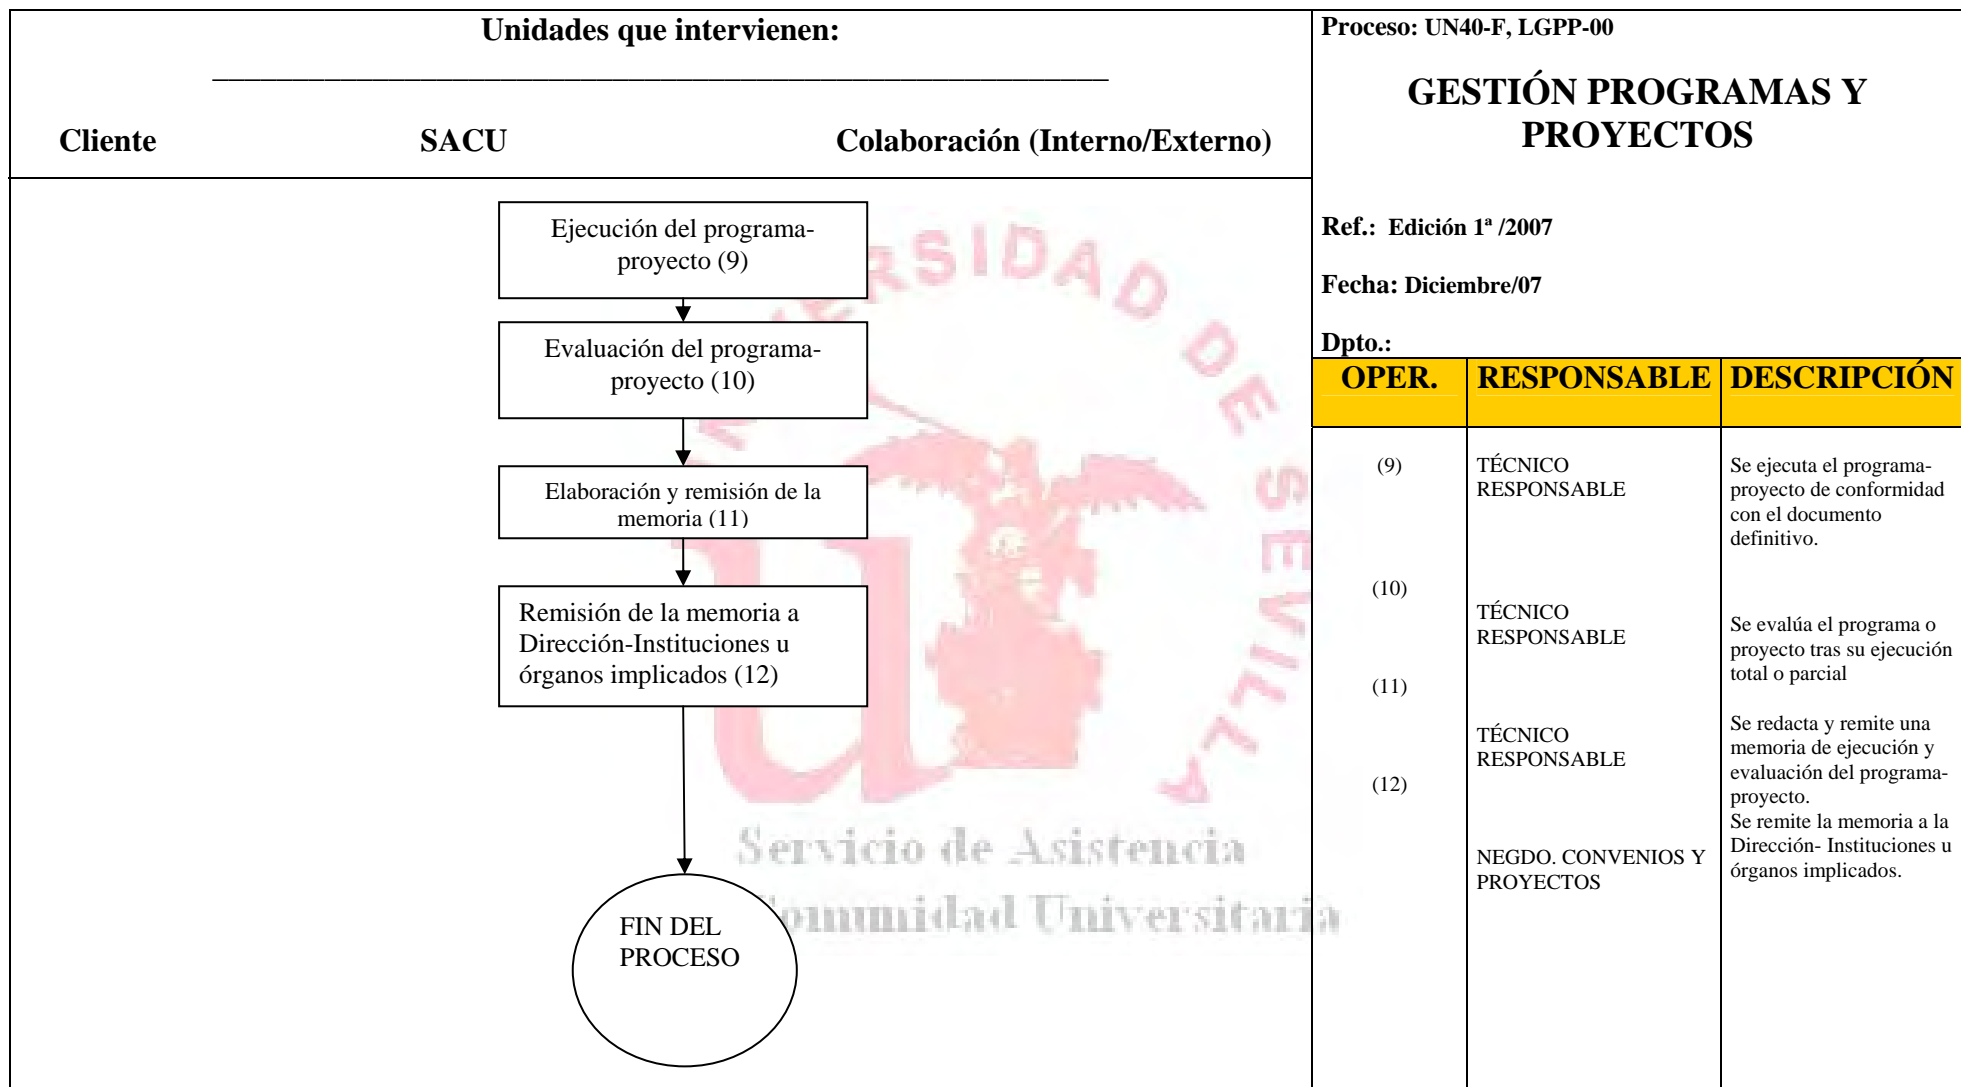 Unidades que intervienen:
Cliente
SACU
Colaboración (Interno/Externo)
Proceso: UN40-F, LGPP-00
GESTIÓN PROGRAMAS Y
PROYECTOS
Ref.: Edición 1ª /2007
Fecha: Diciembre/07
Dpto.:
Ejecución del programa-
proyecto (9)
Evaluación del programa-
proyecto (10)
Elaboración y remisión de la
memoria (11)
Remisión de la memoria a
Dirección-Instituciones u
órganos implicados (12)
FIN DEL
PROCESO
OPER.
RESPONSABLE
DESCRIPCIÓN
(9)
TÉCNICO
RESPONSABLE
Se ejecuta el programa-
proyecto de conformidad
con el documento
definitivo.
(10)
TÉCNICO
RESPONSABLE
Se evalúa el programa o
proyecto tras su ejecución
total o parcial
(11)
TÉCNICO
RESPONSABLE
Se redacta y remite una
memoria de ejecución y
evaluación del programa-
proyecto.
(12)
NEGDO. CONVENIOS Y
PROYECTOS
Se remite la memoria a la
Dirección- Instituciones u
órganos implicados.
DE SEVILLA
Servicio de Asistencia
Universitaria